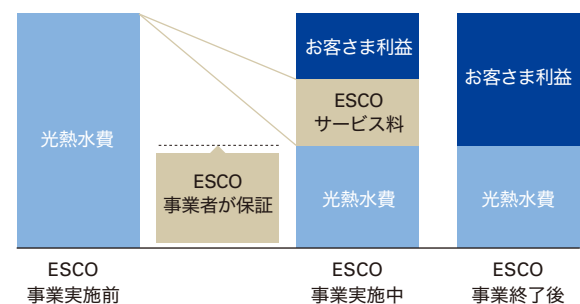 光熱水費
ESCO
事業者が保証
お客さま利益
ESCO
サービス料
光熱水費
お客さま利益
光熱水費
ESCO
事業実施前
ESCO
事業実施中
ESCO
事業終了後